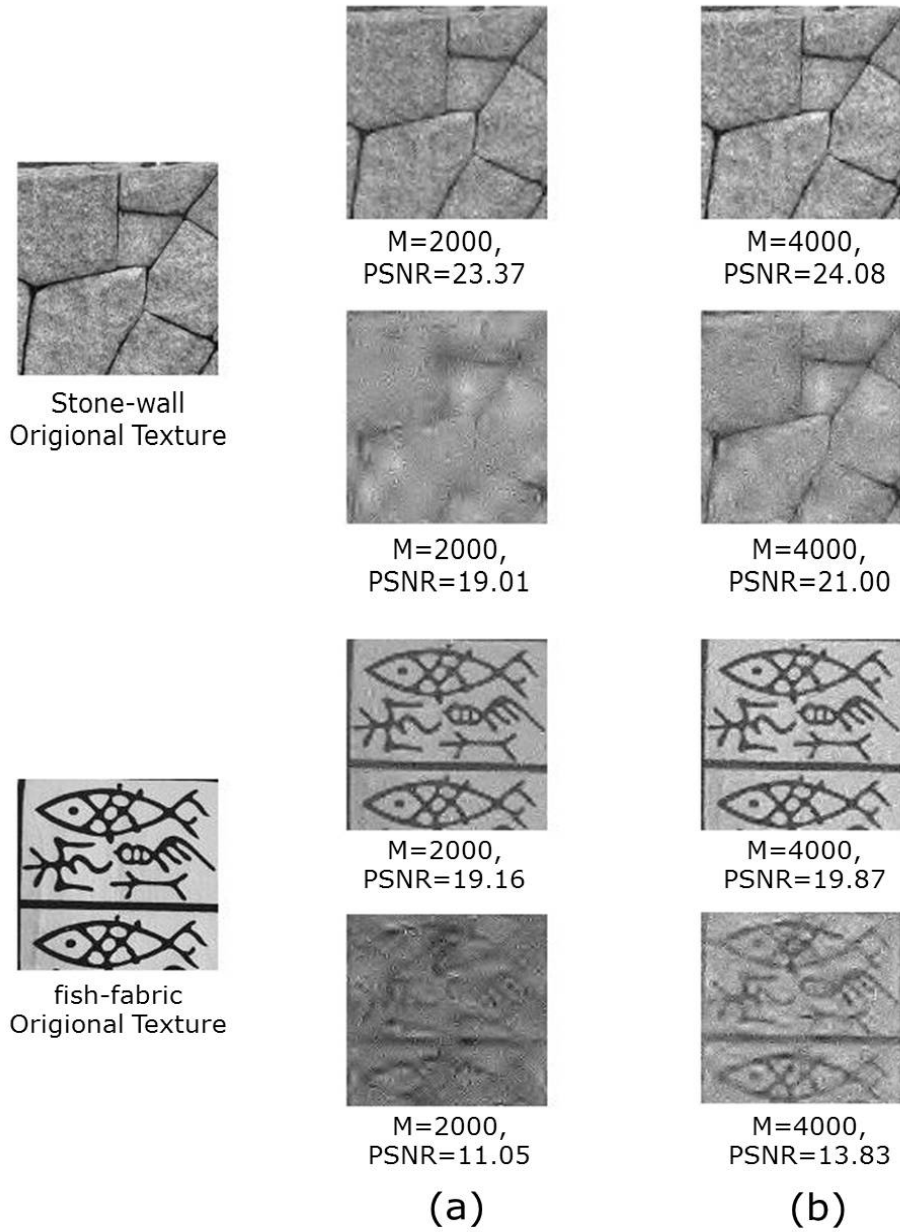 M=2000,
PSNR=23.37
M=4000,
PSNR=24.08
Stone-wall
Origional Texture
M=2000,
PSNR=19.01
M=4000,
PSNR=21.00
M=2000,
PSNR=19.16
M=4000,
PSNR=19.87
fish-fabric
Origional Texture
M=2000,
PSNR=11.05
M=4000,
PSNR=13.83
(a)
(b)